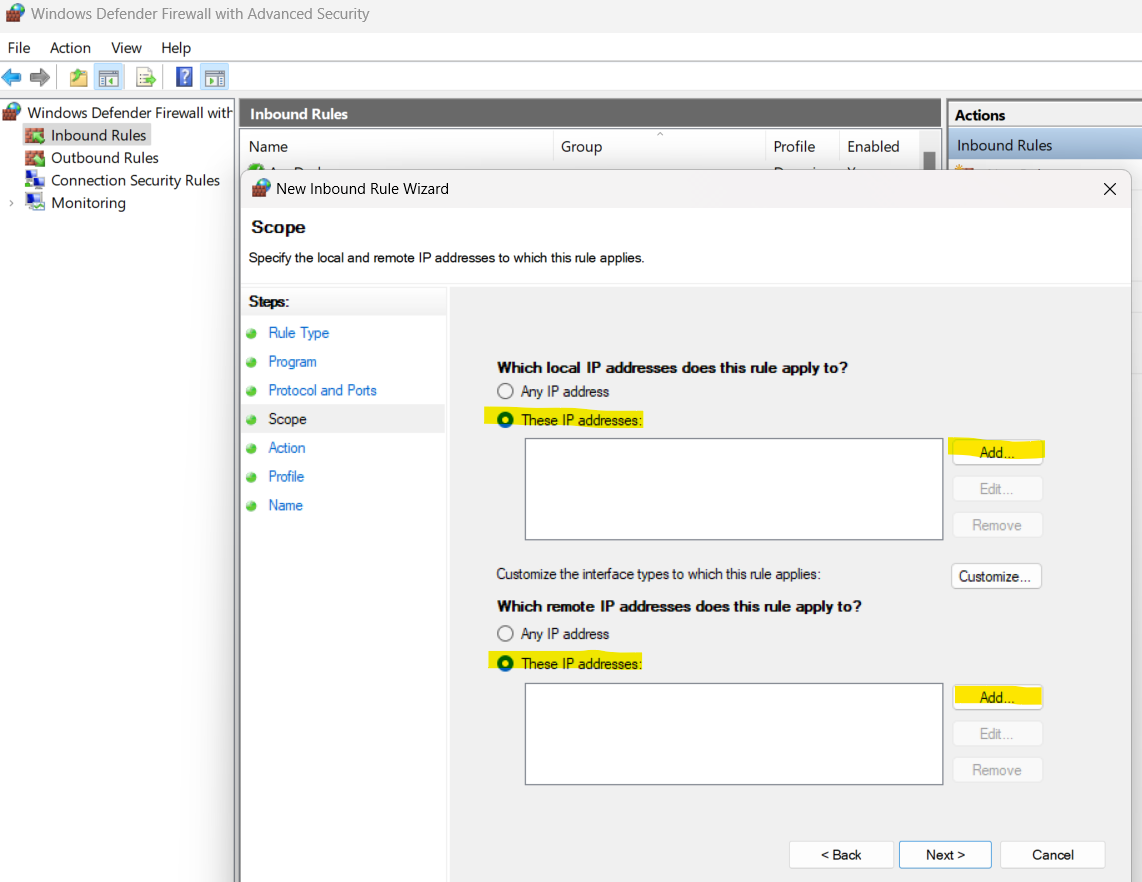 Windows Defender Firewall with Advanced Security
File Action View Help
Windows Defender Firewall with
Inbound Rules
Outbound Rules
Connection Security Rules
Monitoring
Inbound Rules
Name Group Profile Enabled
Actions
Inbound Rules
New Inbound Rule Wizard
Scope
Specify the local and remote IP addresses to which this rule applies.
Steps:
Rule Type
Program
Protocol and Ports
Scope
Action
Profile
Name
Which local IP addresses does this rule apply to?
Any IP address
These IP addresses:
Add...
Edit...
Remove
Customize the interface types to which this rule applies:
Customize...
Which remote IP addresses does this rule apply to?
Any IP address
These IP addresses:
Add...
Edit...
Remove
< Back Next > Cancel